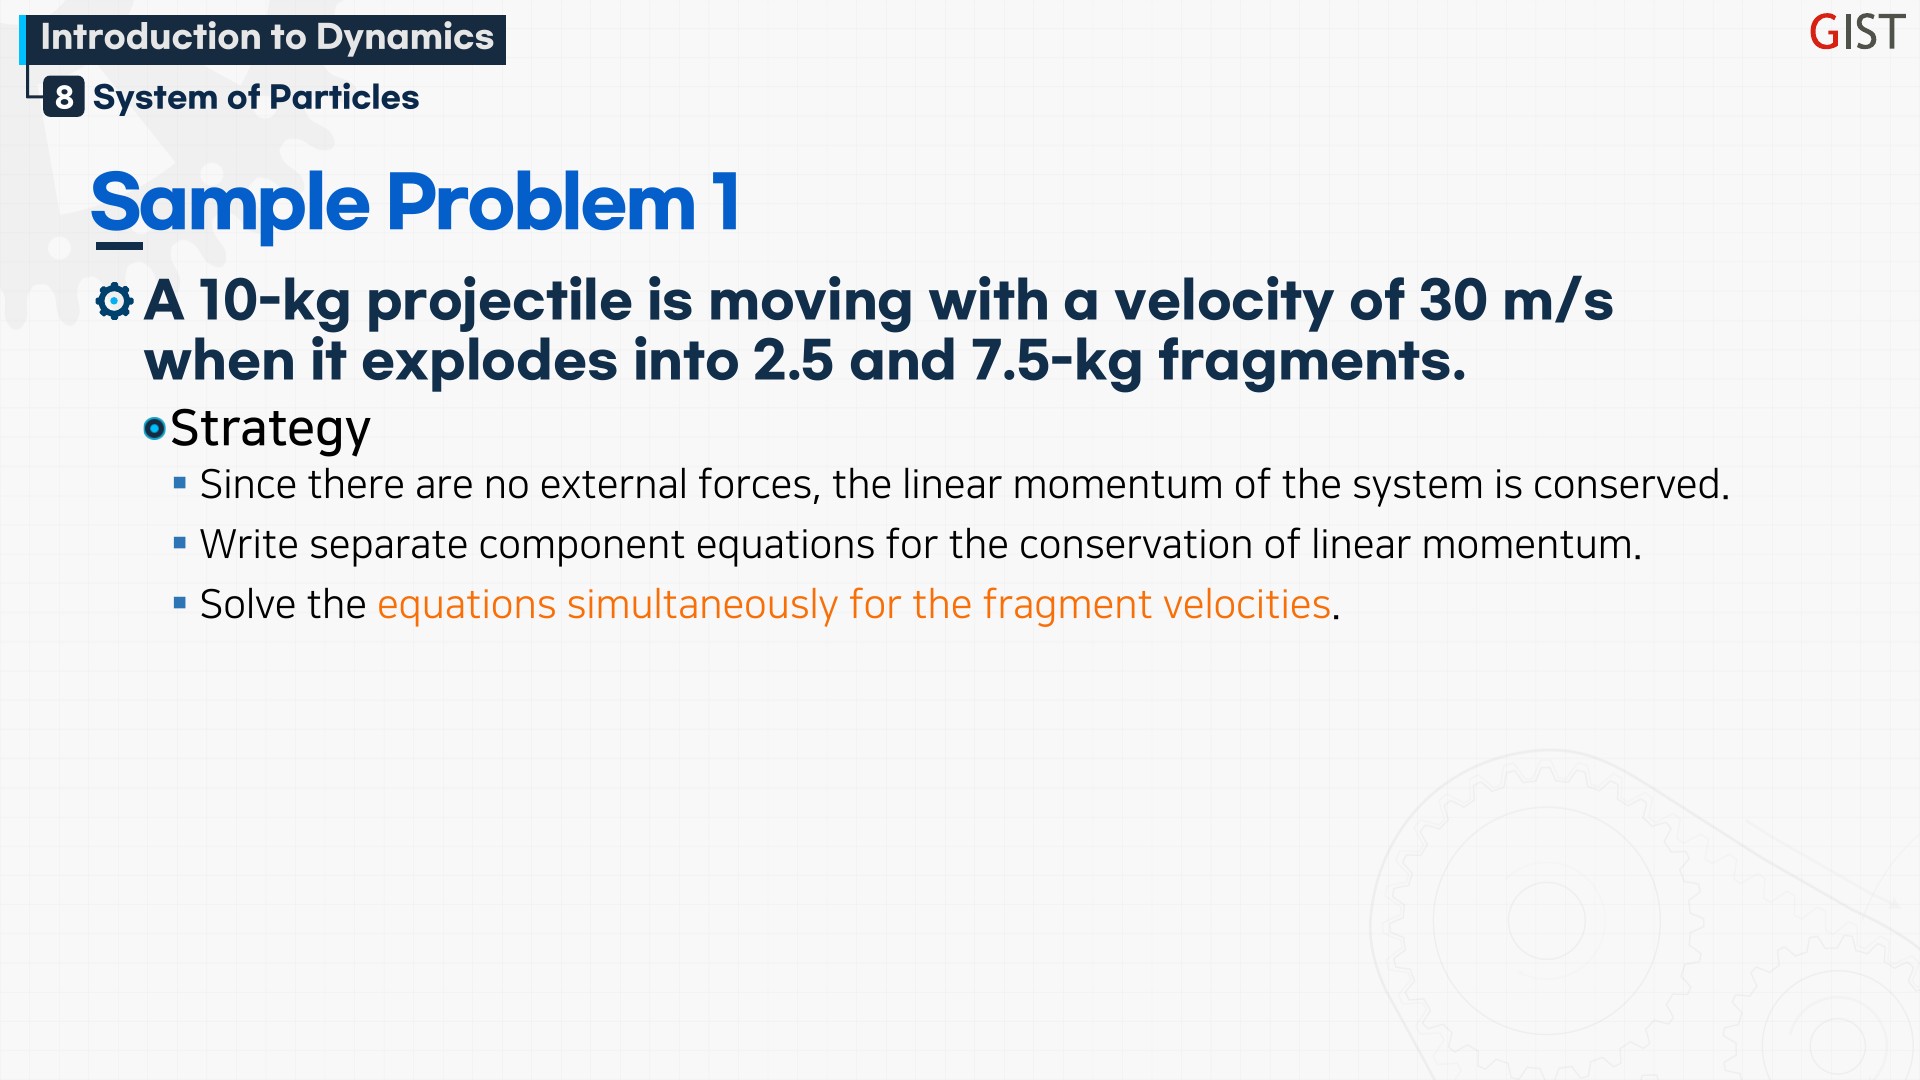 Introduction to Dynamics
GIST
8 System of Particles
Sample Problem 1
A 10-kg projectile is moving with a velocity of 30 m/s
when it explodes into 2.5 and 7.5-kg fragments.
Strategy
Since there are no external forces, the linear momentum of the system is conserved.
Write separate component equations for the conservation of linear momentum.
Solve the equations simultaneously for the fragment velocities.